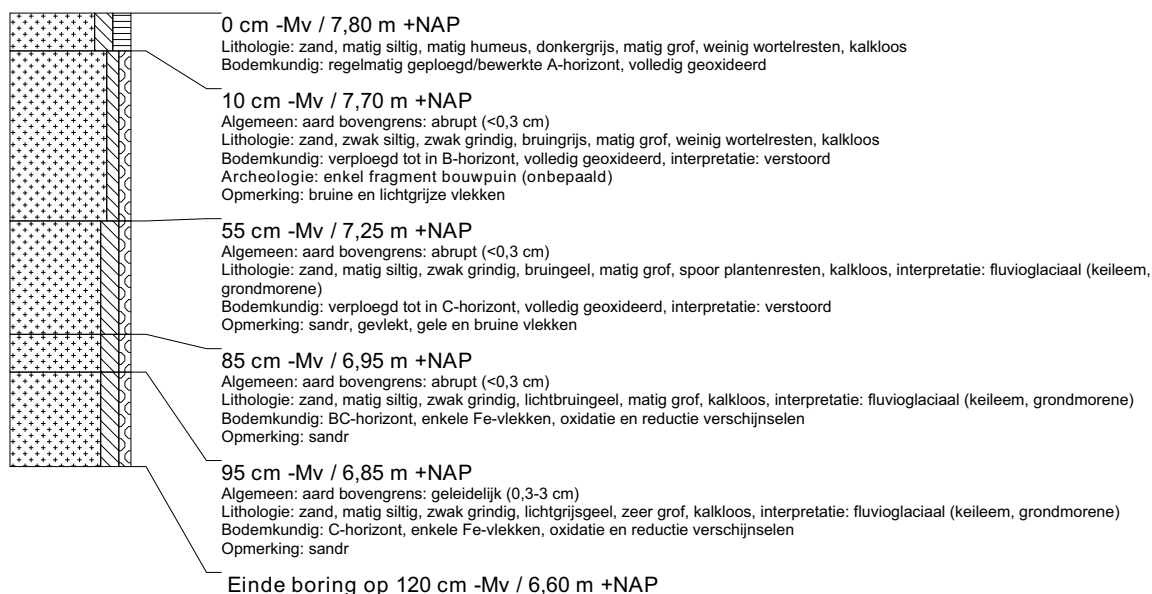 0 cm -Mv / 7,80 m +NAP
Lithologie: zand, matig siltig, matig humeus, donkergrijs, matig grof, weinig wortelresten, kalkloos
Bodemkundig: regelmatig geploegd/bewerkte A-horizont, volledig geoxideerd
10 cm -Mv / 7,70 m +NAP
Algemeen: aard bovengrens: abrupt (<0,3 cm)
Lithologie: zand, zwak siltig, zwak grindig, bruingrijs, matig grof, weinig wortelresten, kalkloos
Bodemkundig: verploegd tot in B-horizont, volledig geoxideerd, interpretatie: verstoord
Archeologie: enkel fragment bouwpuin (onbepaald)
Opmerking: bruine en lichtgrijze vlekken
55 cm -Mv / 7,25 m +NAP
Algemeen: aard bovengrens: abrupt (<0,3 cm)
Lithologie: zand, matig siltig, zwak grindig, bruingeel, matig grof, spoor plantenresten, kalkloos, interpretatie: fluvioglaciaal (keileem,
grondmorene)
Bodemkundig: verploegd tot in C-horizont, volledig geoxideerd, interpretatie: verstoord
Opmerking: sandr, gevlekt, gele en bruine vlekken
85 cm -Mv / 6,95 m +NAP
Algemeen: aard bovengrens: abrupt (<0,3 cm)
Lithologie: zand, matig siltig, zwak grindig, lichtbruingeel, matig grof, kalkloos, interpretatie: fluvioglaciaal (keileem, grondmorene)
Bodemkundig: BC-horizont, enkele Fe-vlekken, oxidatie en reductie verschijnselen
Opmerking: sandr
95 cm -Mv / 6,85 m +NAP
Algemeen: aard bovengrens: geleidelijk (0,3-3 cm)
Lithologie: zand, matig siltig, zwak grindig, lichtgrijsgeel, zeer grof, kalkloos, interpretatie: fluvioglaciaal (keileem, grondmorene)
Bodemkundig: C-horizont, enkele Fe-vlekken, oxidatie en reductie verschijnselen
Opmerking: sandr
Einde boring op 120 cm -Mv / 6,60 m +NAP